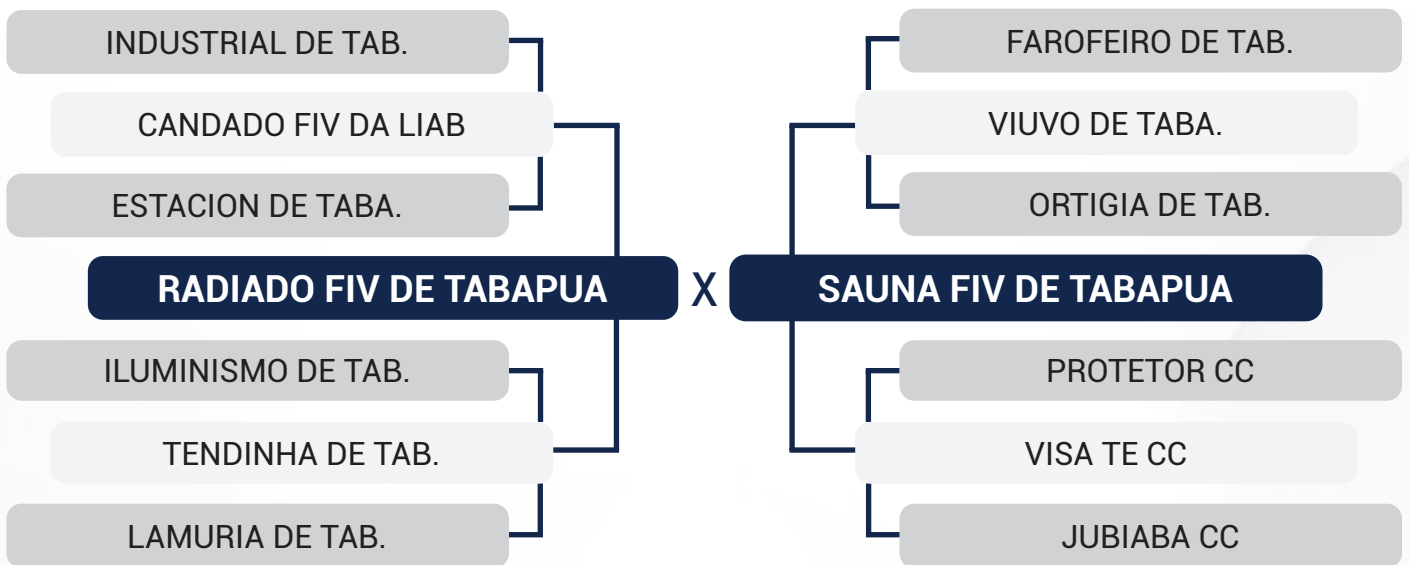 INDUSTRIAL DE TAB.
CANDADO FIV DA LIAB
ESTACION DE TABA.
RADIADO FIV DE TABAPUA
ILUMINISMO DE TAB.
TENDINHA DE TAB.
LAMURIA DE TAB.
X
FAROFEIRO DE TAB.
VIUVO DE TABA.
ORTIGIA DE TAB.
SAUNA FIV DE TABAPUA
PROTETOR CC
VISA TE CC
JUBIABA CC